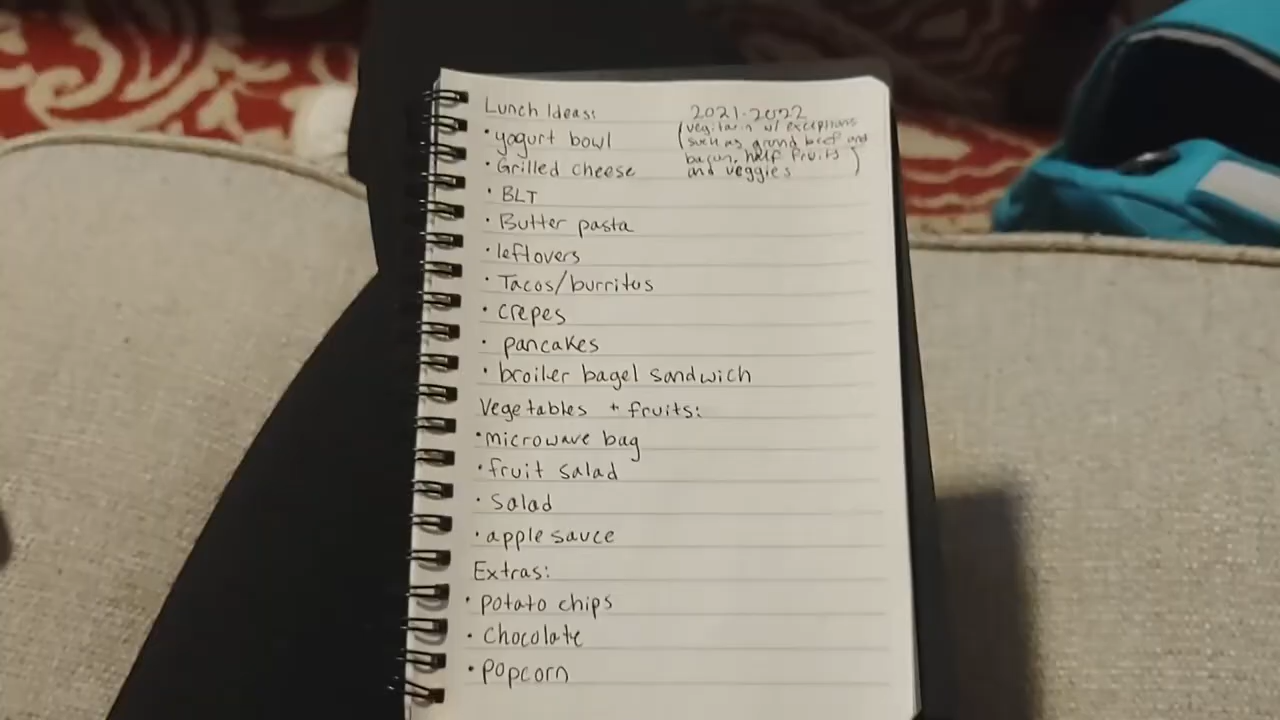 Lunch Ideas:
2021-2022
(vegitain w/ exceptions
such as ground beef and
bacon, half fruits
and veggies)
• yogurt bowl
• Grilled cheese
• BLT
• Butter pasta
• leftovers
• Tacos/burritos
• crepes
• pancakes
• broiler bagel sandwich
Vegetables + fruits:
• microwave bag
• fruit salad
• Salad
• apple sauce
Extras:
• potato chips
• Chocolate
• popcorn